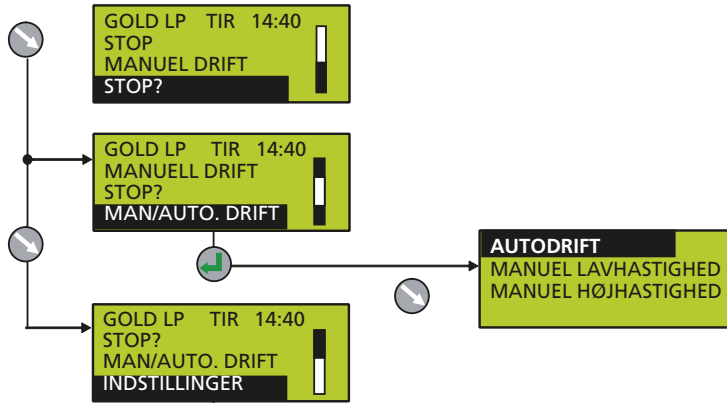 GOLD LP TIR 14:40
STOP
MANUEL DRIFT
STOP?
GOLD LP TIR 14:40
MANUELL DRIFT
STOP?
MAN/AUTO. DRIFT
AUTODRIFT
MANUEL LAVHASTIGHED
MANUEL HØJHASTIGHED
GOLD LP TIR 14:40
STOP?
MAN/AUTO. DRIFT
INDSTILLINGER